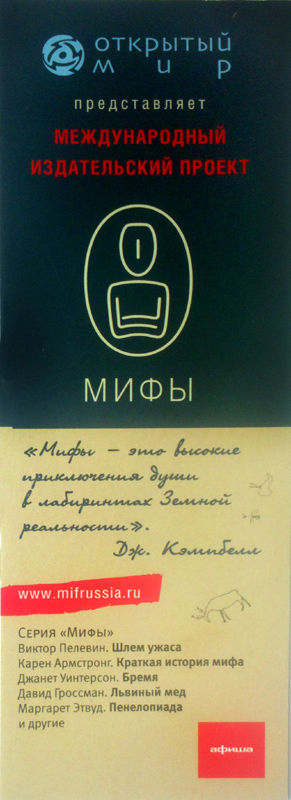 открытый
мир
представляет
МЕЖДУНАРОДНЫЙ
ИЗДАТЕЛЬСКИЙ ПРОЕКТ
МИФЫ
«Мифы – это высокие
приключения души
в лабиринтах Земной
реальности».
Дж. Кэмпбелл
www.mifrussia.ru
Серия «Мифы»
Виктор Пелевин. Шлем ужаса
Карен Армстронг. Краткая история мифа
Джанет Уинтерсон. Бремя
Давид Гроссман. Львиный мед
Маргарет Этвуд. Пенелопиада
и другие
афиша